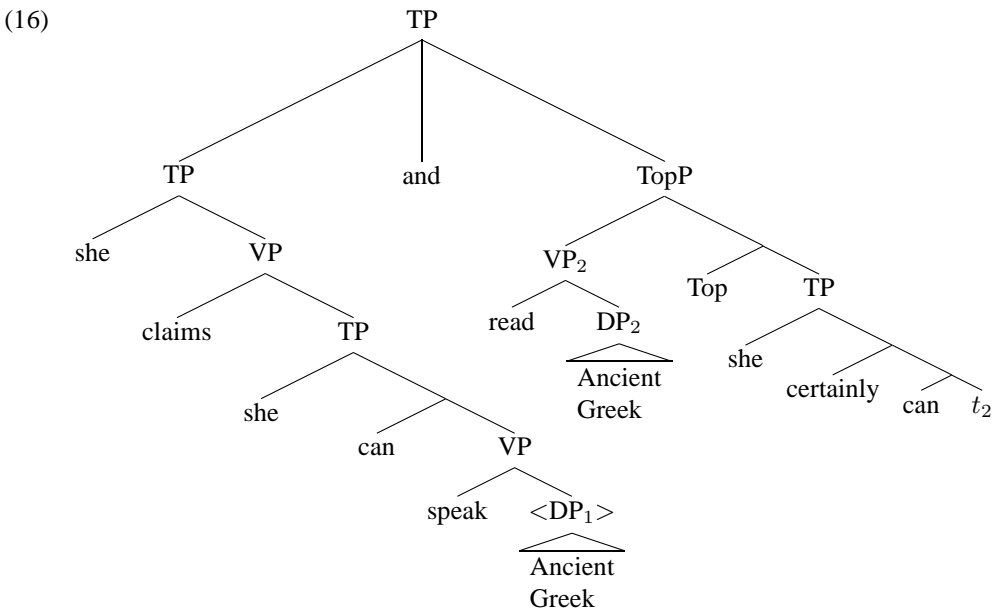 (16) TP
TP and TopP
she VP VP₂ Top TP
claims TP read DP₂ she
Ancient Greek certainly can t₂
she can VP
speak <DP₁>
Ancient
Greek